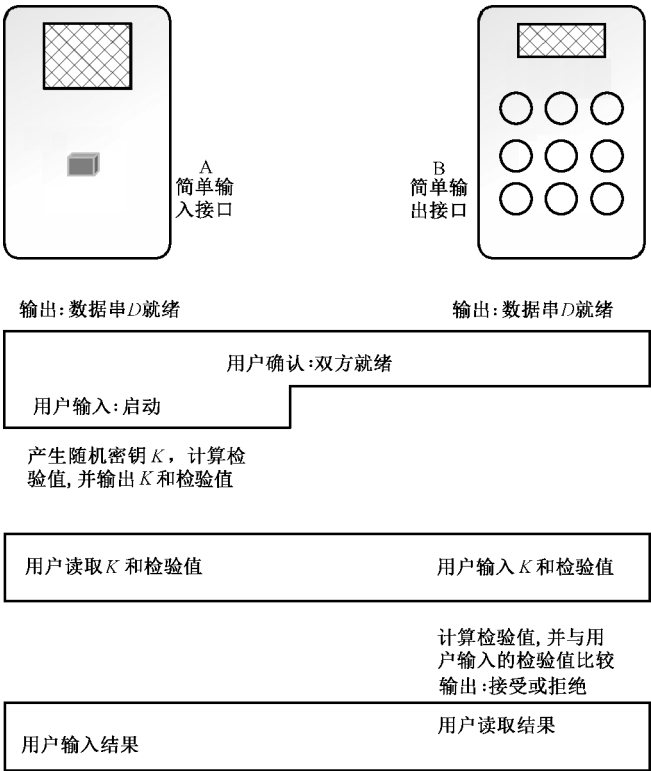 A
简单输
入接口
B
简单输
出接口
输出:数据串D就绪
输出:数据串D就绪
用户确认:双方就绪
用户输入:启动
产生随机密钥K，计算检
验值,并输出K和检验值
用户读取K 和检验值
用户输入K和检验值
计算检验值,并与用
户输入的检验值比较
输出:接受或拒绝
用户读取结果
用户输入结果